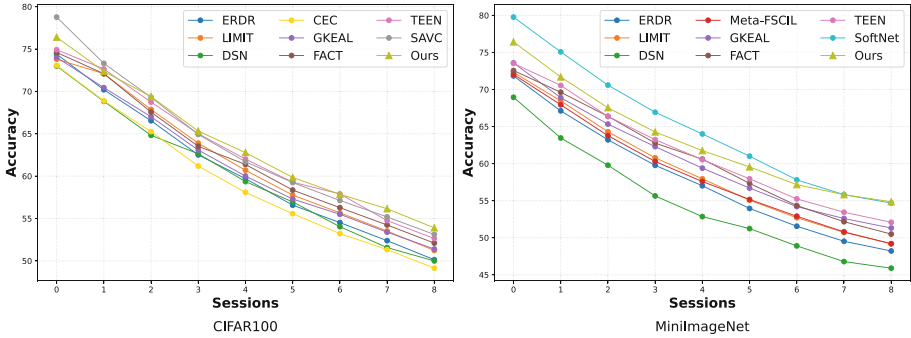 80
75
70
65
60
55
50
Accuracy
ERDR
LIMIT
DSN
CEC
GKEAL
FACT
TEEN
SAVC
Ours
0 1 2 3 4 5 6 7 8
Sessions
CIFAR100
80
75
70
65
60
55
50
45
Accuracy
ERDR
LIMIT
DSN
Meta-FSCIL
GKEAL
FACT
TEEN
SoftNet
Ours
0 1 2 3 4 5 6 7 8
Sessions
MiniImageNet